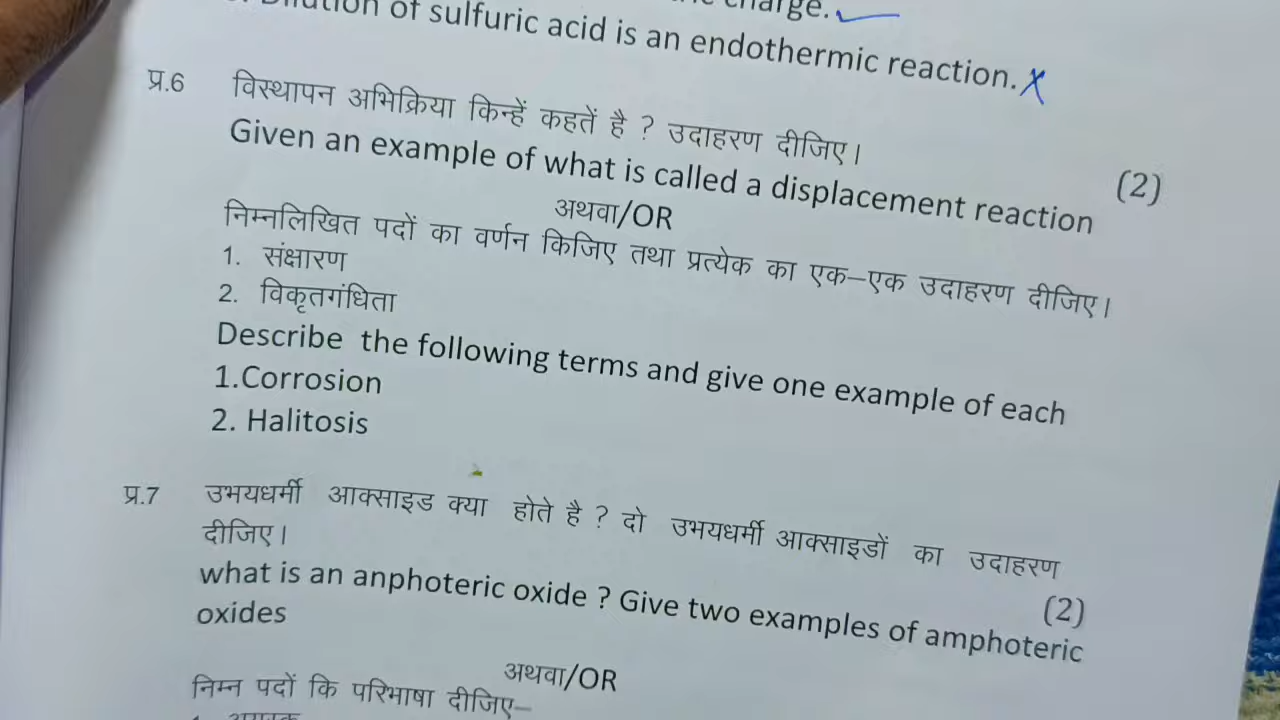 charge.
of sulfuric acid is an endothermic reaction. X
प्र.6 विस्थापन अभिक्रिया किन्हें कहतें है ? उदाहरण दीजिए।
Given an example of what is called a displacement reaction (2)
अथवा/OR
निम्नलिखित पदों का वर्णन किजिए तथा प्रत्येक का एक–एक उदाहरण दीजिए।
1. संक्षारण
2. विकृतगंधिता
Describe the following terms and give one example of each
1.Corrosion
2. Halitosis
प्र.7 उभयधर्मी आक्साइड क्या होते है ? दो उभयधर्मी आक्साइडों का उदाहरण
दीजिए। (2)
what is an anphoteric oxide ? Give two examples of amphoteric
oxides
अथवा/OR
निम्न पदों कि परिभाषा दीजिए–